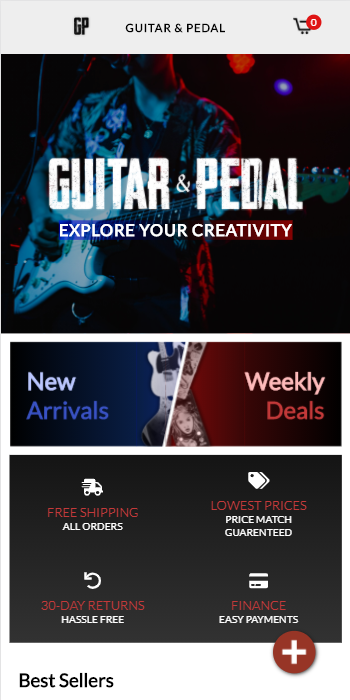 GP
GUITAR & PEDAL
0
GUITAR & PEDAL
EXPLORE YOUR CREATIVITY
New
Arrivals
Weekly
Deals
FREE SHIPPING
ALL ORDERS
LOWEST PRICES
PRICE MATCH
GUARENTEED
30-DAY RETURNS
HASSLE FREE
FINANCE
EASY PAYMENTS
Best Sellers